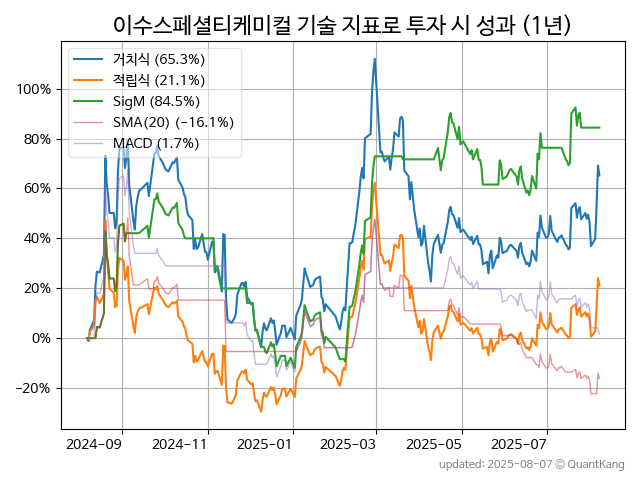 이수스페셜티케미컬 기술 지표로 투자 시 성과 (1년)
거치식 (65.3%)
적립식 (21.1%)
SigM (84.5%)
SMA(20) (−16.1%)
MACD (1.7%)
100%
80%
60%
40%
20%
0%
−20%
2024-09
2024-11
2025-01
2025-03
2025-05
2025-07
updated: 2025-08-07 © QuantKang